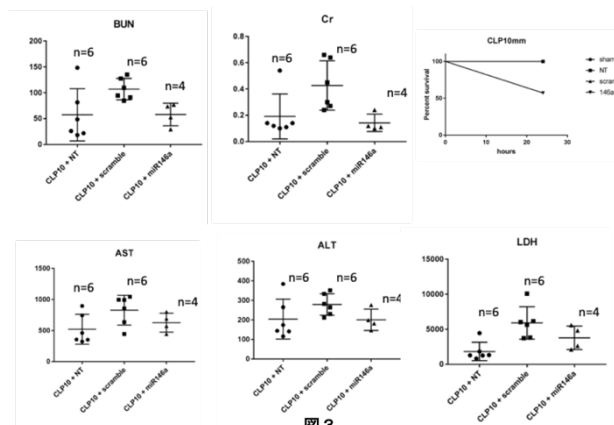 BUN
n=6
n=6
n=4
150
100
50
0
CLP10 + NT
CLP10 + scramble
CLP10 + miR146a
Cr
n=6
n=6
n=4
0.8
0.6
0.4
0.2
0.0
CLP10 + NT
CLP10 + scramble
CLP10 + miR146a
CLP10mm
Percent survival
150
100
50
0
0
10
20
30
hours
sham
NT
scram
146a
AST
n=6
n=6
n=4
1500
1000
500
0
CLP10 + NT
CLP10 + scramble
CLP10 + miR146a
ALT
n=6
n=6
n=4
500
400
300
200
100
0
CLP10 + NT
CLP10 + scramble
CLP10 + miR146a
LDH
n=6
n=6
n=4
15000
10000
5000
0
CLP10 + NT
CLP10 + scramble
CLP10 + miR146a